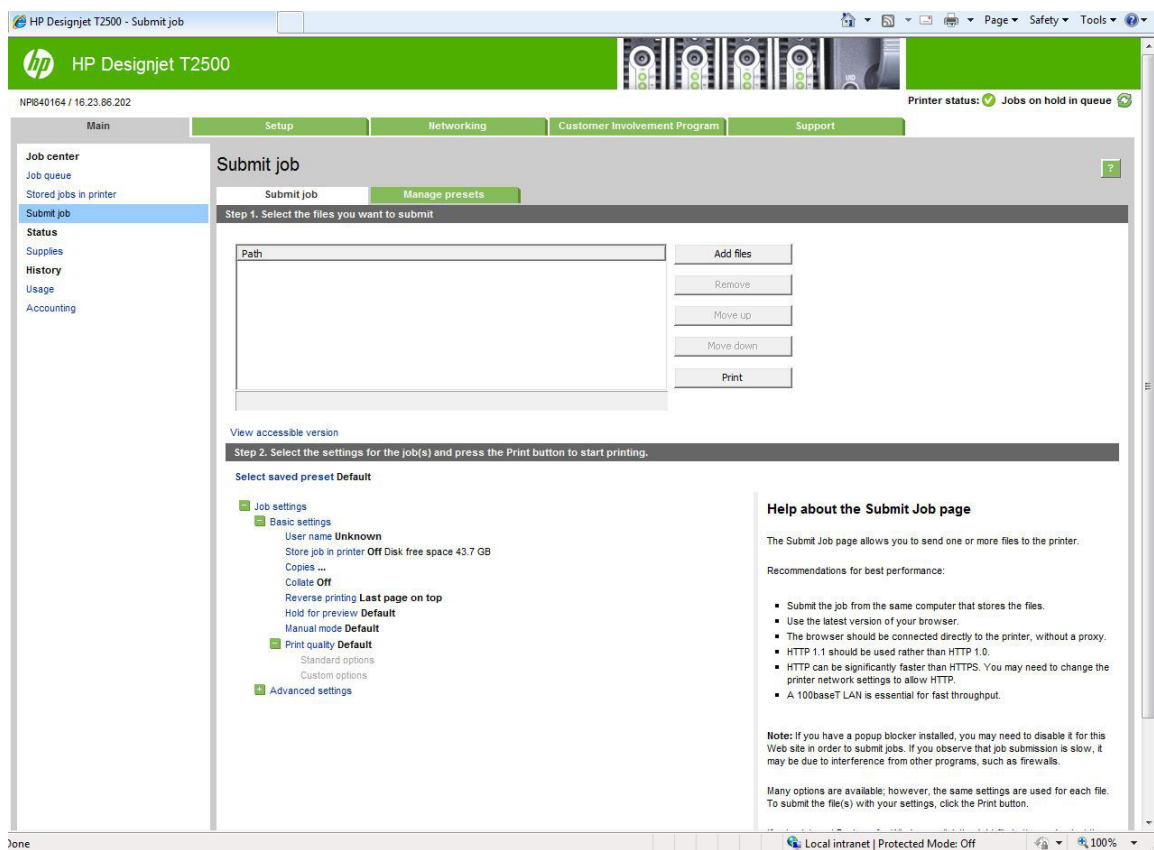 HP Designjet T2500 - Submit job
Page Safety Tools
hp HP Designjet T2500
UID
NPI840164 / 16.23.86.202
Printer status: Jobs on hold in queue
Main Setup Networking Customer Involvement Program Support
Job center
Job queue
Stored jobs in printer
Submit job
Status
Supplies
History
Usage
Accounting
Submit job
?
Submit job Manage presets
Step 1. Select the files you want to submit
Path
Add files
Remove
Move up
Move down
Print
View accessible version
Step 2. Select the settings for the job(s) and press the Print button to start printing.
Select saved preset Default
Job settings
Basic settings
User name Unknown
Store job in printer Off Disk free space 43.7 GB
Copies ...
Collate Off
Reverse printing Last page on top
Hold for preview Default
Manual mode Default
Print quality Default
Standard options
Custom options
Advanced settings
Help about the Submit Job page
The Submit Job page allows you to send one or more files to the printer.
Recommendations for best performance:
Submit the job from the same computer that stores the files.
Use the latest version of your browser.
The browser should be connected directly to the printer, without a proxy.
HTTP 1.1 should be used rather than HTTP 1.0.
HTTP can be significantly faster than HTTPS. You may need to change the
printer network settings to allow HTTP.
A 100baseT LAN is essential for fast throughput.
Note: If you have a popup blocker installed, you may need to disable it for this
Web site in order to submit jobs. If you observe that job submission is slow, it
may be due to interference from other programs, such as firewalls.
Many options are available; however, the same settings are used for each file.
To submit the file(s) with your settings, click the Print button.
Done
Local intranet | Protected Mode: Off
100%